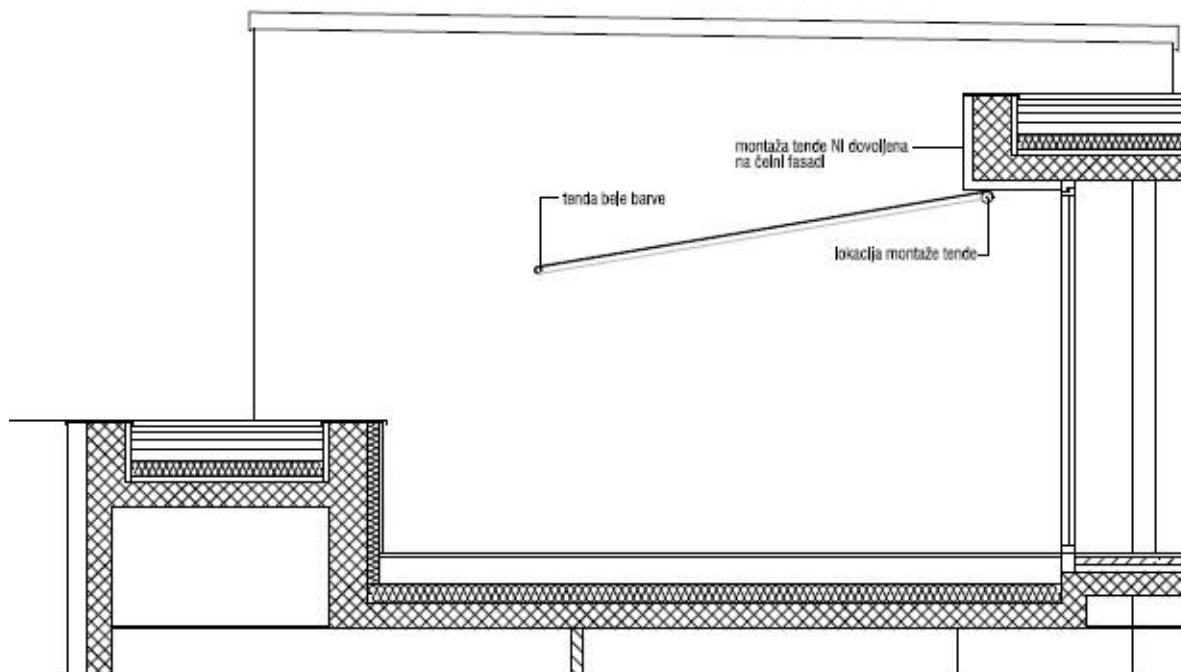 montaža tende NI dovoljena
na čelni fasadi
tenda bele barve
lokacija montaže tende